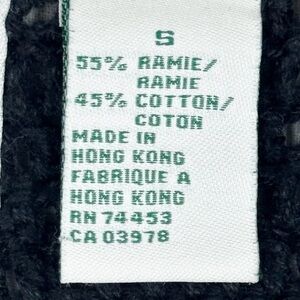 S
55% RAMIE/
RAMIE
45% COTTON/
COTON
MADE IN
HONG KONG
FABRIQUE A
HONG KONG
RN 74453
CA 03978